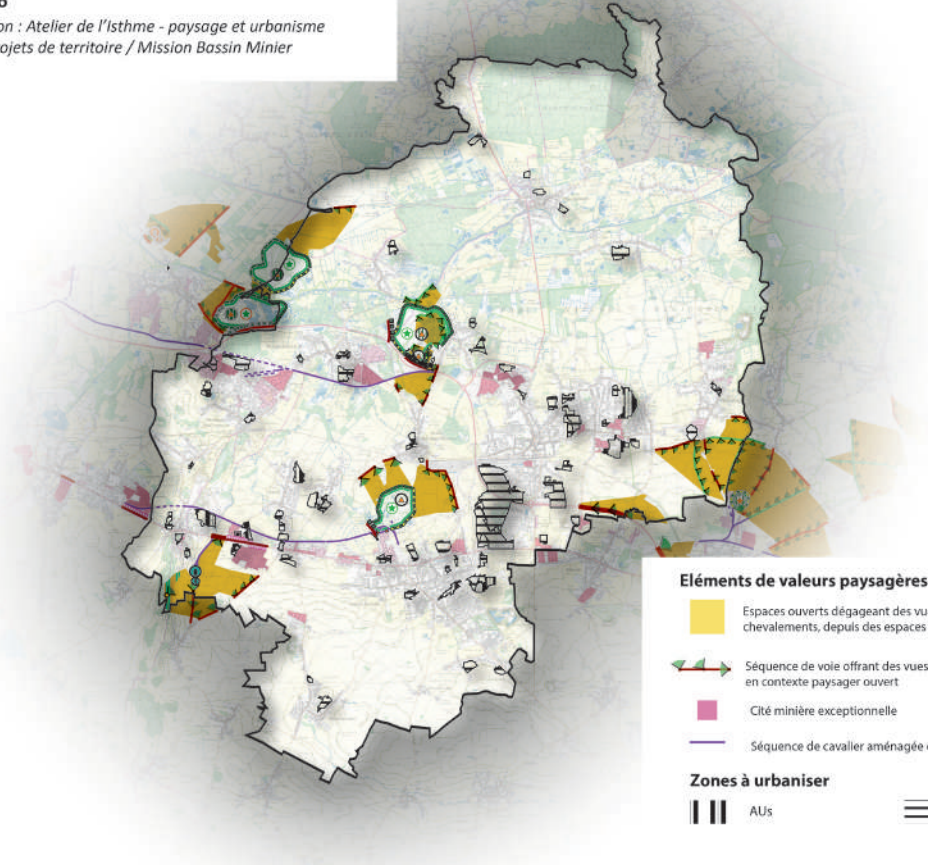 on : Atelier de l'Isthme - paysage et urbanisme
ojets de territoire / Mission Bassin Minier
Eléments de valeurs paysagères
Espaces ouverts dégageant des vu
chevalements, depuis des espaces
Séquence de voie offrant des vues
en contexte paysager ouvert
Cité minière exceptionnelle
Séquence de cavalier aménagée
Zones à urbaniser
AUs